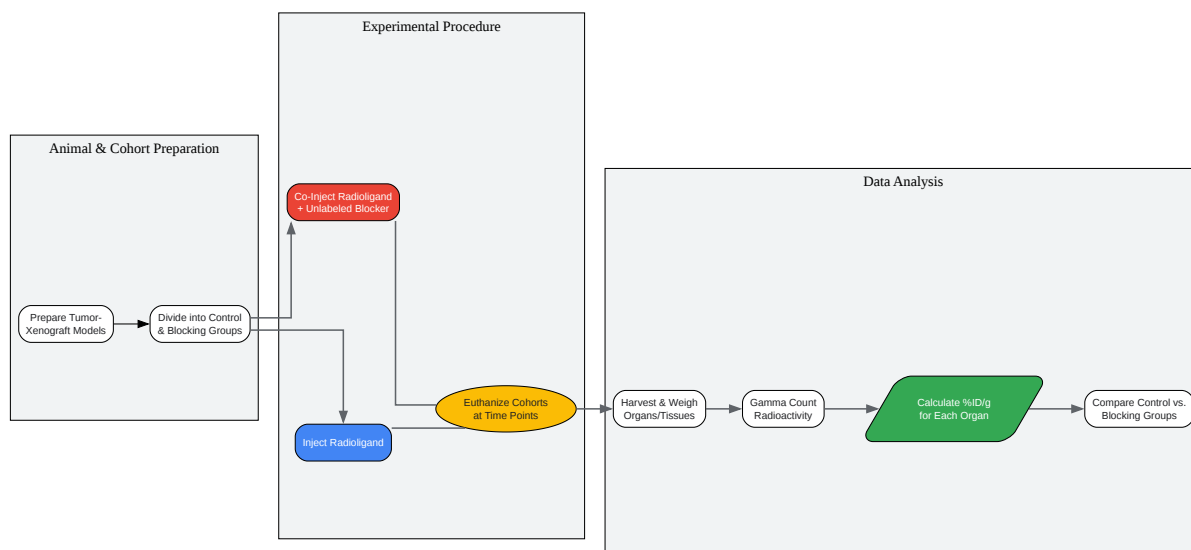 Animal & Cohort Preparation
Prepare Tumor-
Xenograft Models
Divide into Control
& Blocking Groups
Experimental Procedure
Co-Inject Radioligand
+ Unlabeled Blocker
Inject Radioligand
Euthanize Cohorts
at Time Points
Data Analysis
Harvest & Weigh
Organs/Tissues
Gamma Count
Radioactivity
Calculate %ID/g
for Each Organ
Compare Control vs.
Blocking Groups